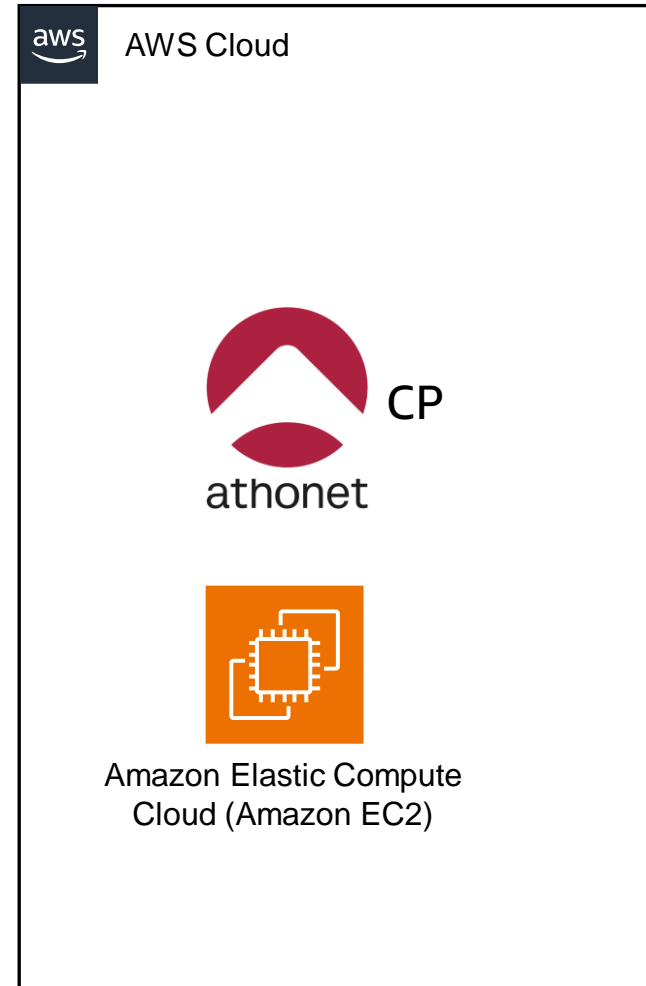 aws
AWS Cloud
CP
athonet
Amazon Elastic Compute
Cloud (Amazon EC2)